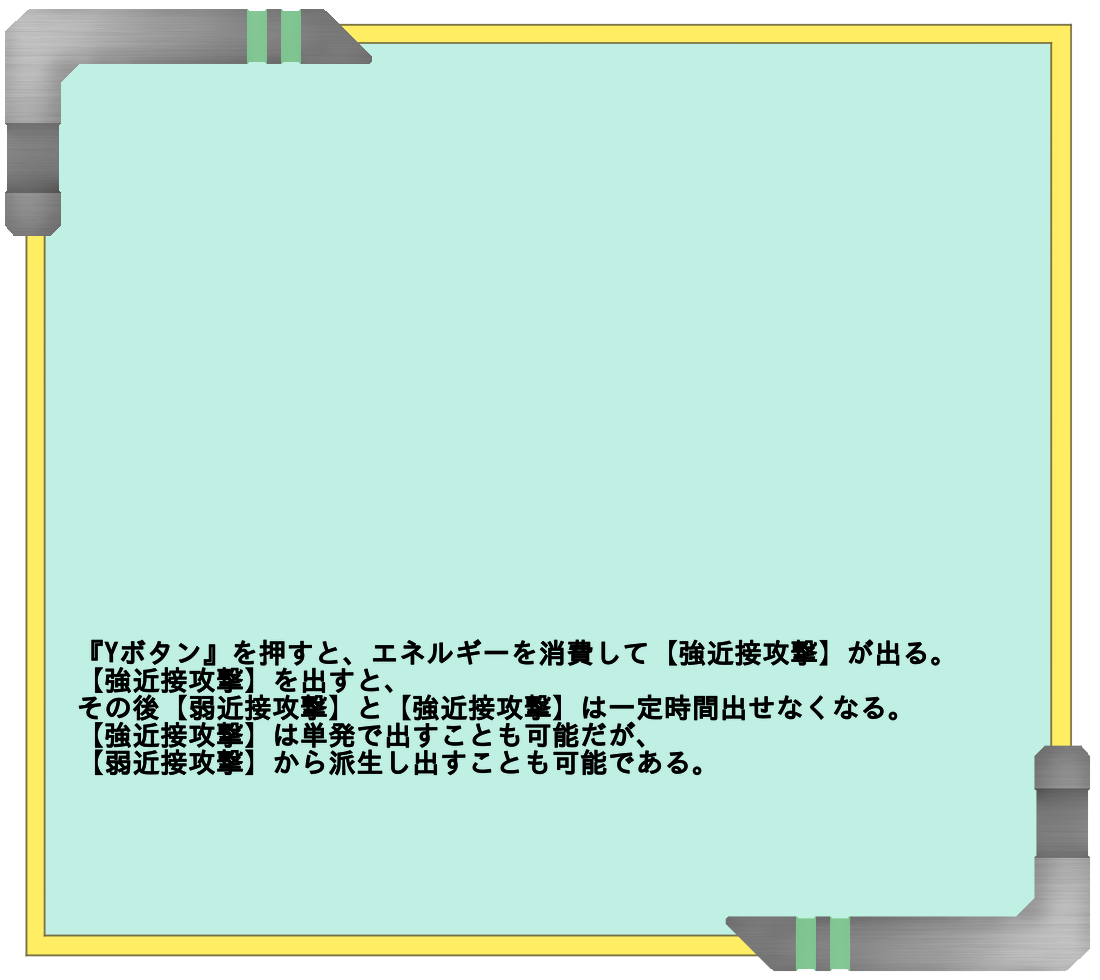 『Yボタン』を押すと、エネルギーを消費して【強近接攻撃】が出る。
【強近接攻撃】を出すと、
その後【弱近接攻撃】と【強近接攻撃】は一定時間出せなくなる。
【強近接攻撃】は単発で出すことも可能だが、
【弱近接攻撃】から派生し出すことも可能である。